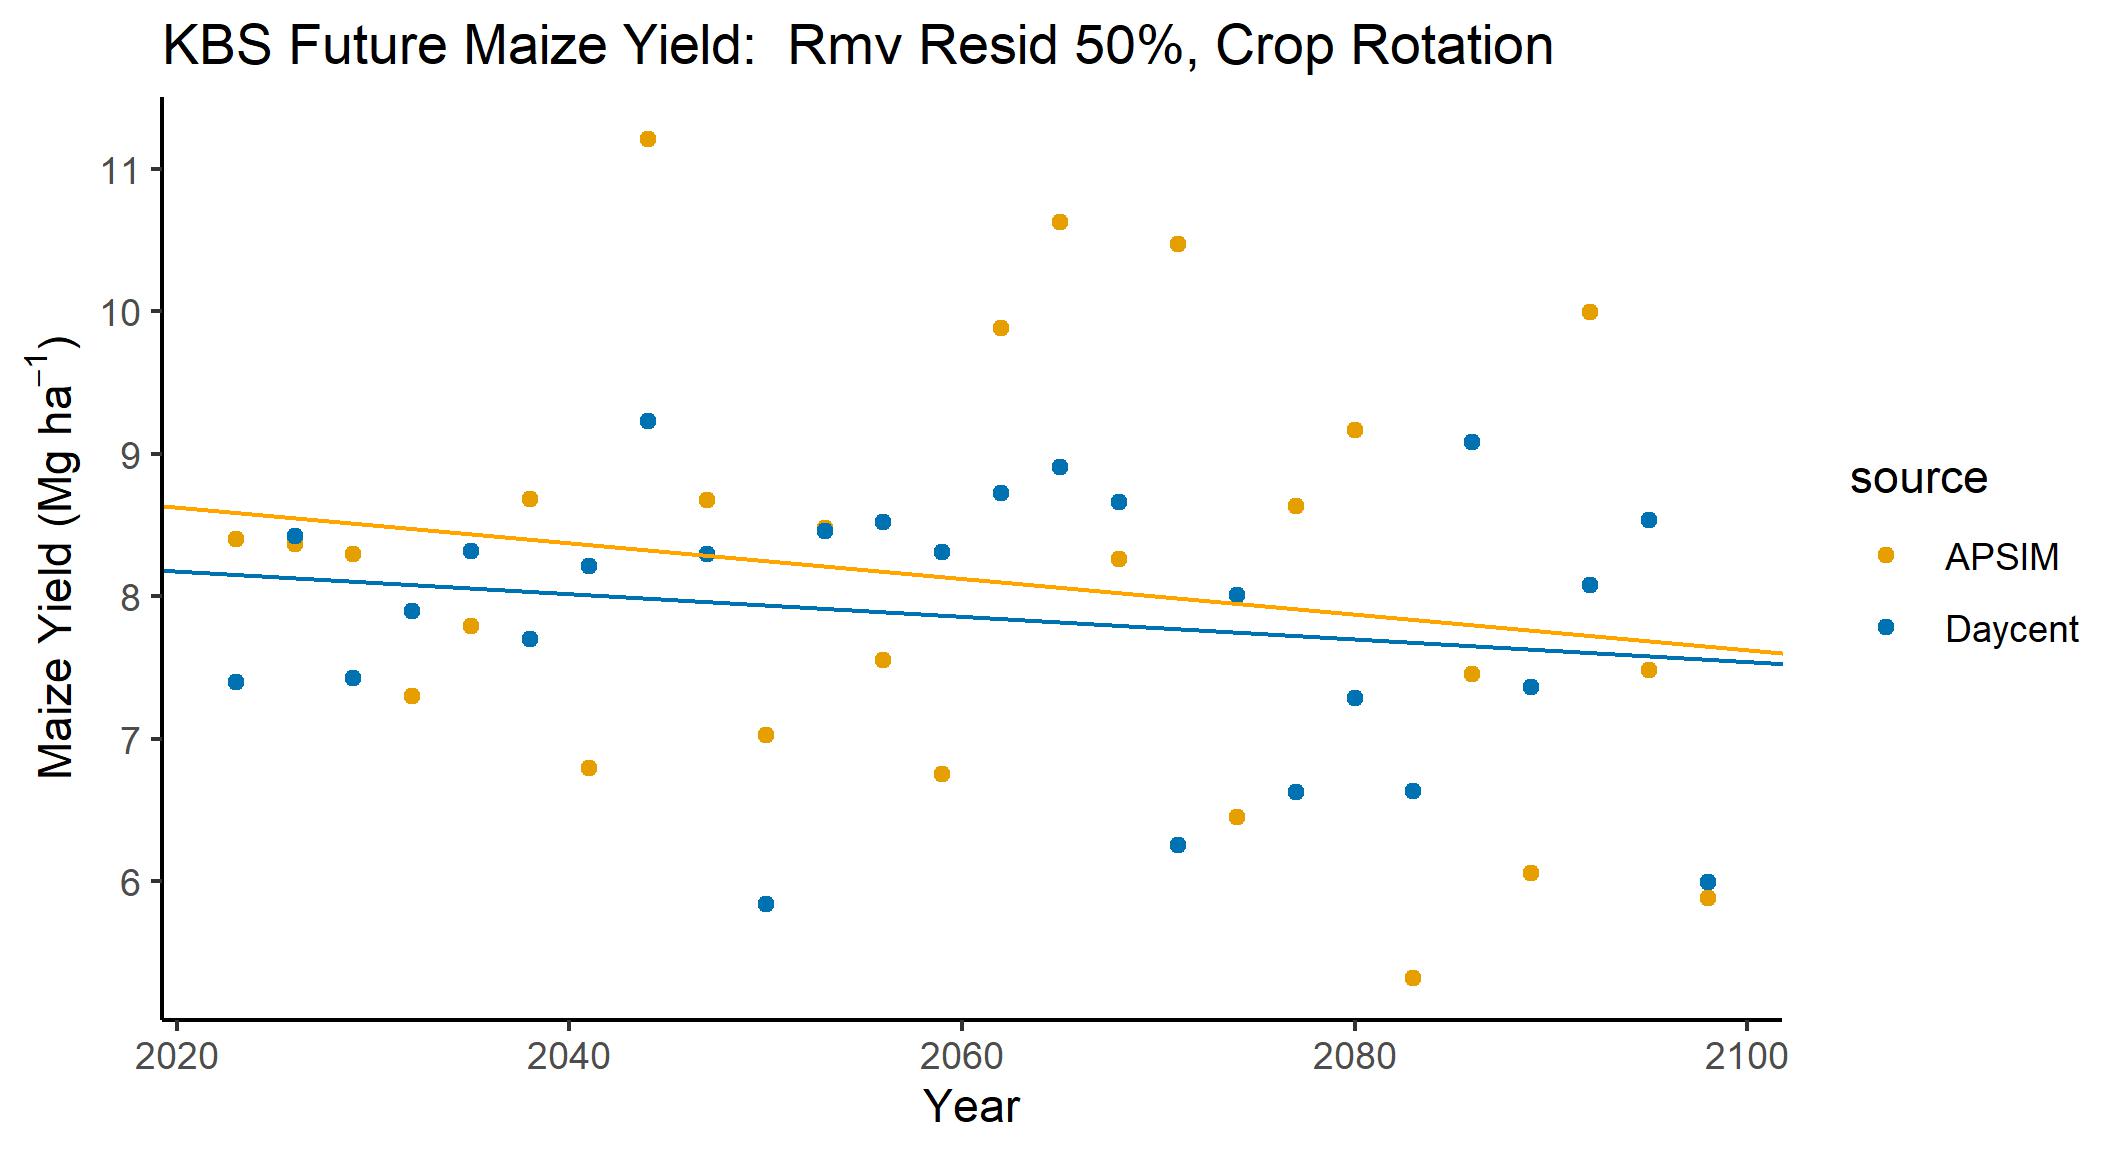 KBS Future Maize Yield:  Rmv Resid 50%, Crop Rotation
11
10
9
8
7
6
Maize Yield (Mg ha⁻¹)
2020 2040 2060 2080 2100
Year
source
APSIM
Daycent